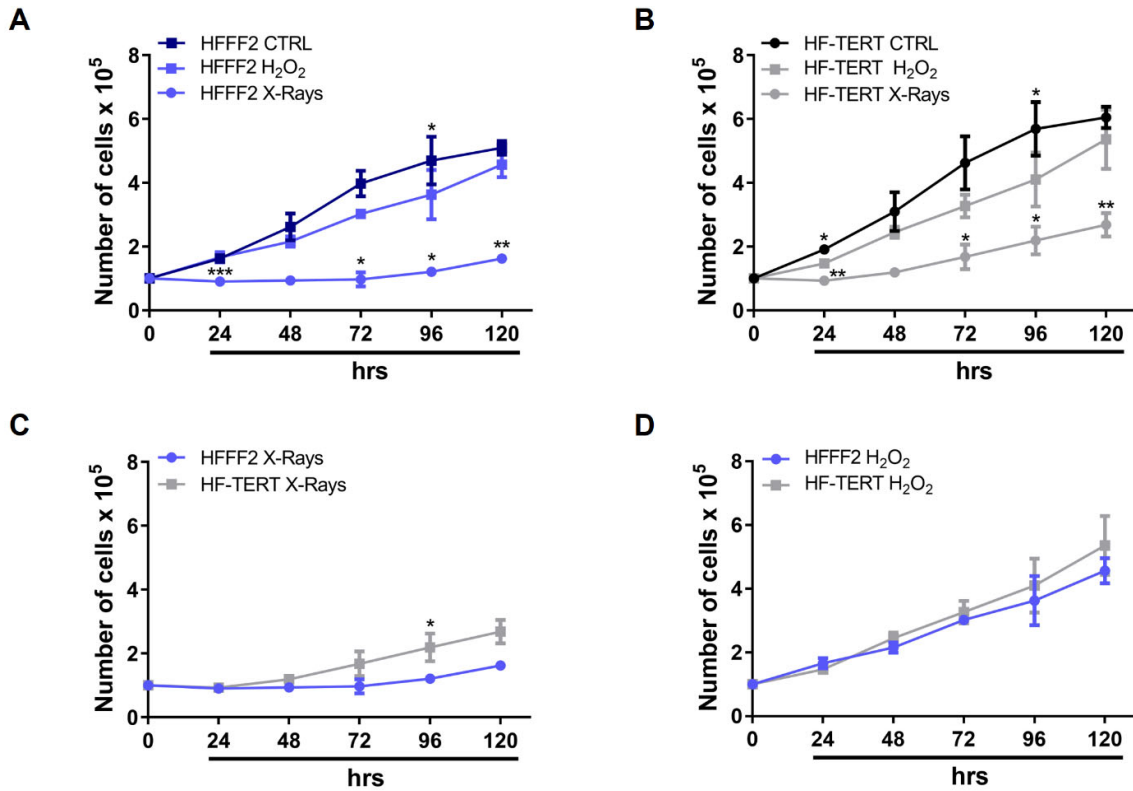 A
HFFF2 CTRL
HFFF2 H₂O₂
HFFF2 X-Rays
Number of cells x 10⁵
8
6
4
2
0
***
*
*
*
**
0 24 48 72 96 120
hrs
B
HF-TERT CTRL
HF-TERT H₂O₂
HF-TERT X-Rays
Number of cells x 10⁵
8
6
4
2
0
*
**
*
*
*
**
0 24 48 72 96 120
hrs
C
HFFF2 X-Rays
HF-TERT X-Rays
Number of cells x 10⁵
8
6
4
2
0
*
0 24 48 72 96 120
hrs
D
HFFF2 H₂O₂
HF-TERT H₂O₂
Number of cells x 10⁵
8
6
4
2
0
0 24 48 72 96 120
hrs